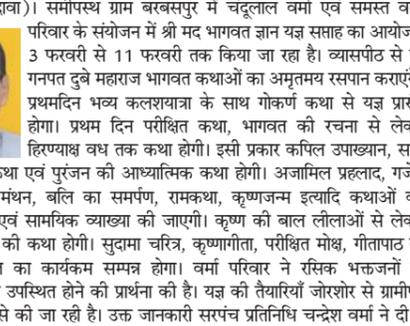 दावा)। समीपस्थ ग्राम बरबसपुर में चदूलाल वर्मा एवं समस्त व
परिवार के संयोजन में श्री मद भागवत ज्ञान यज्ञ सप्ताह का आयोज
3 फरवरी से 11 फरवरी तक किया जा रहा है। व्यासपीठ से
गनपत दुबे महाराज भागवत कथाओं का अमृतमय रसपान कराएंग
प्रथमदिन भव्य कलशयात्रा के साथ गोकर्ण कथा से यज्ञ प्रार
होगा। प्रथम दिन परीक्षित कथा, भागवत की रचना से लेक
हिरण्याक्ष वध तक कथा होगी। इसी प्रकार कपिल उपाख्यान, स
था एवं पुरंजन की आध्यात्मिक कथा होगी। अजामिल प्रहलाद, गजे
मंथन, बलि का समर्पण, रामकथा, कृष्णजन्म इत्यादि कथाओं व
एवं सामयिक व्याख्या की जाएगी। कृष्ण की बाल लीलाओं से लेक
की कथा होगी। सुदामा चरित्र, कृष्णागीता, परीक्षित मोक्ष, गीतापाठ व
त का कार्यकम सम्पन्न होगा। वर्मा परिवार ने रसिक भक्तजनों
उपस्थित होने की प्रार्थना की है। यज्ञ की तैयारियाँ जोरशोर से ग्रामीण
से की जा रही है। उक्त जानकारी सरपंच प्रतिनिधि चन्द्रेश वर्मा ने दी